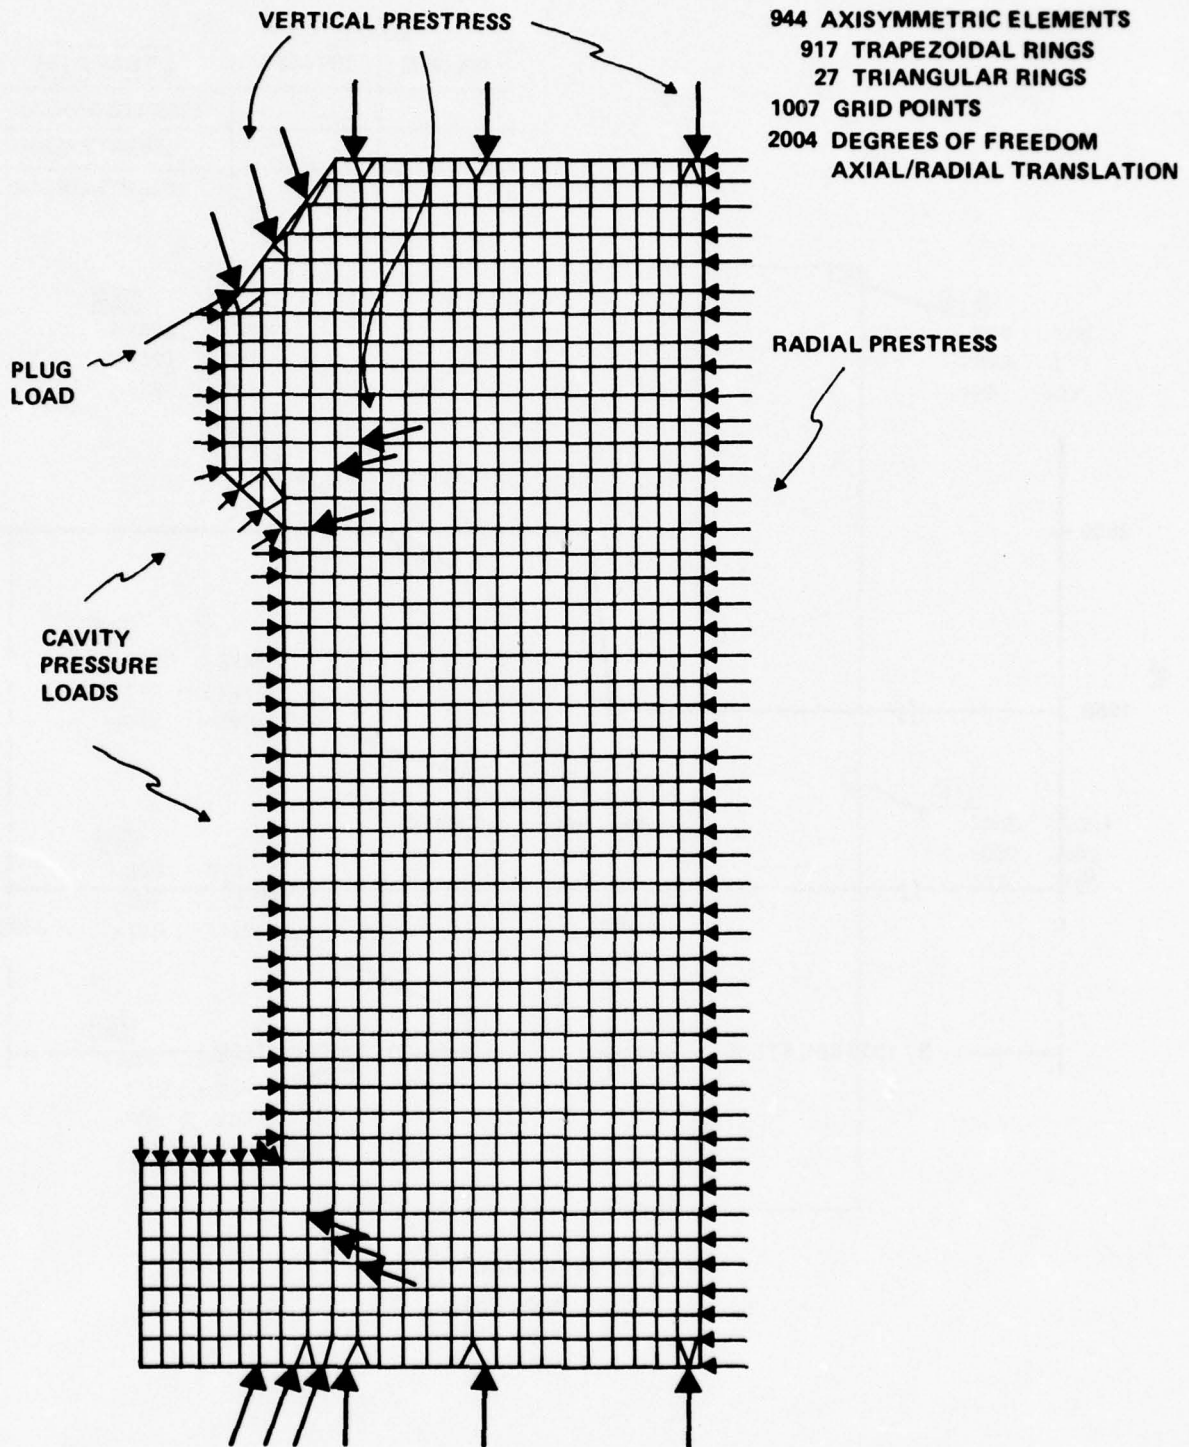 VERTICAL PRESTRESS
944 AXISYMMETRIC ELEMENTS
917 TRAPEZOIDAL RINGS
27 TRIANGULAR RINGS
1007 GRID POINTS
2004 DEGREES OF FREEDOM
AXIAL/RADIAL TRANSLATION
RADIAL PRESTRESS
PLUG
LOAD
CAVITY
PRESSURE
LOADS